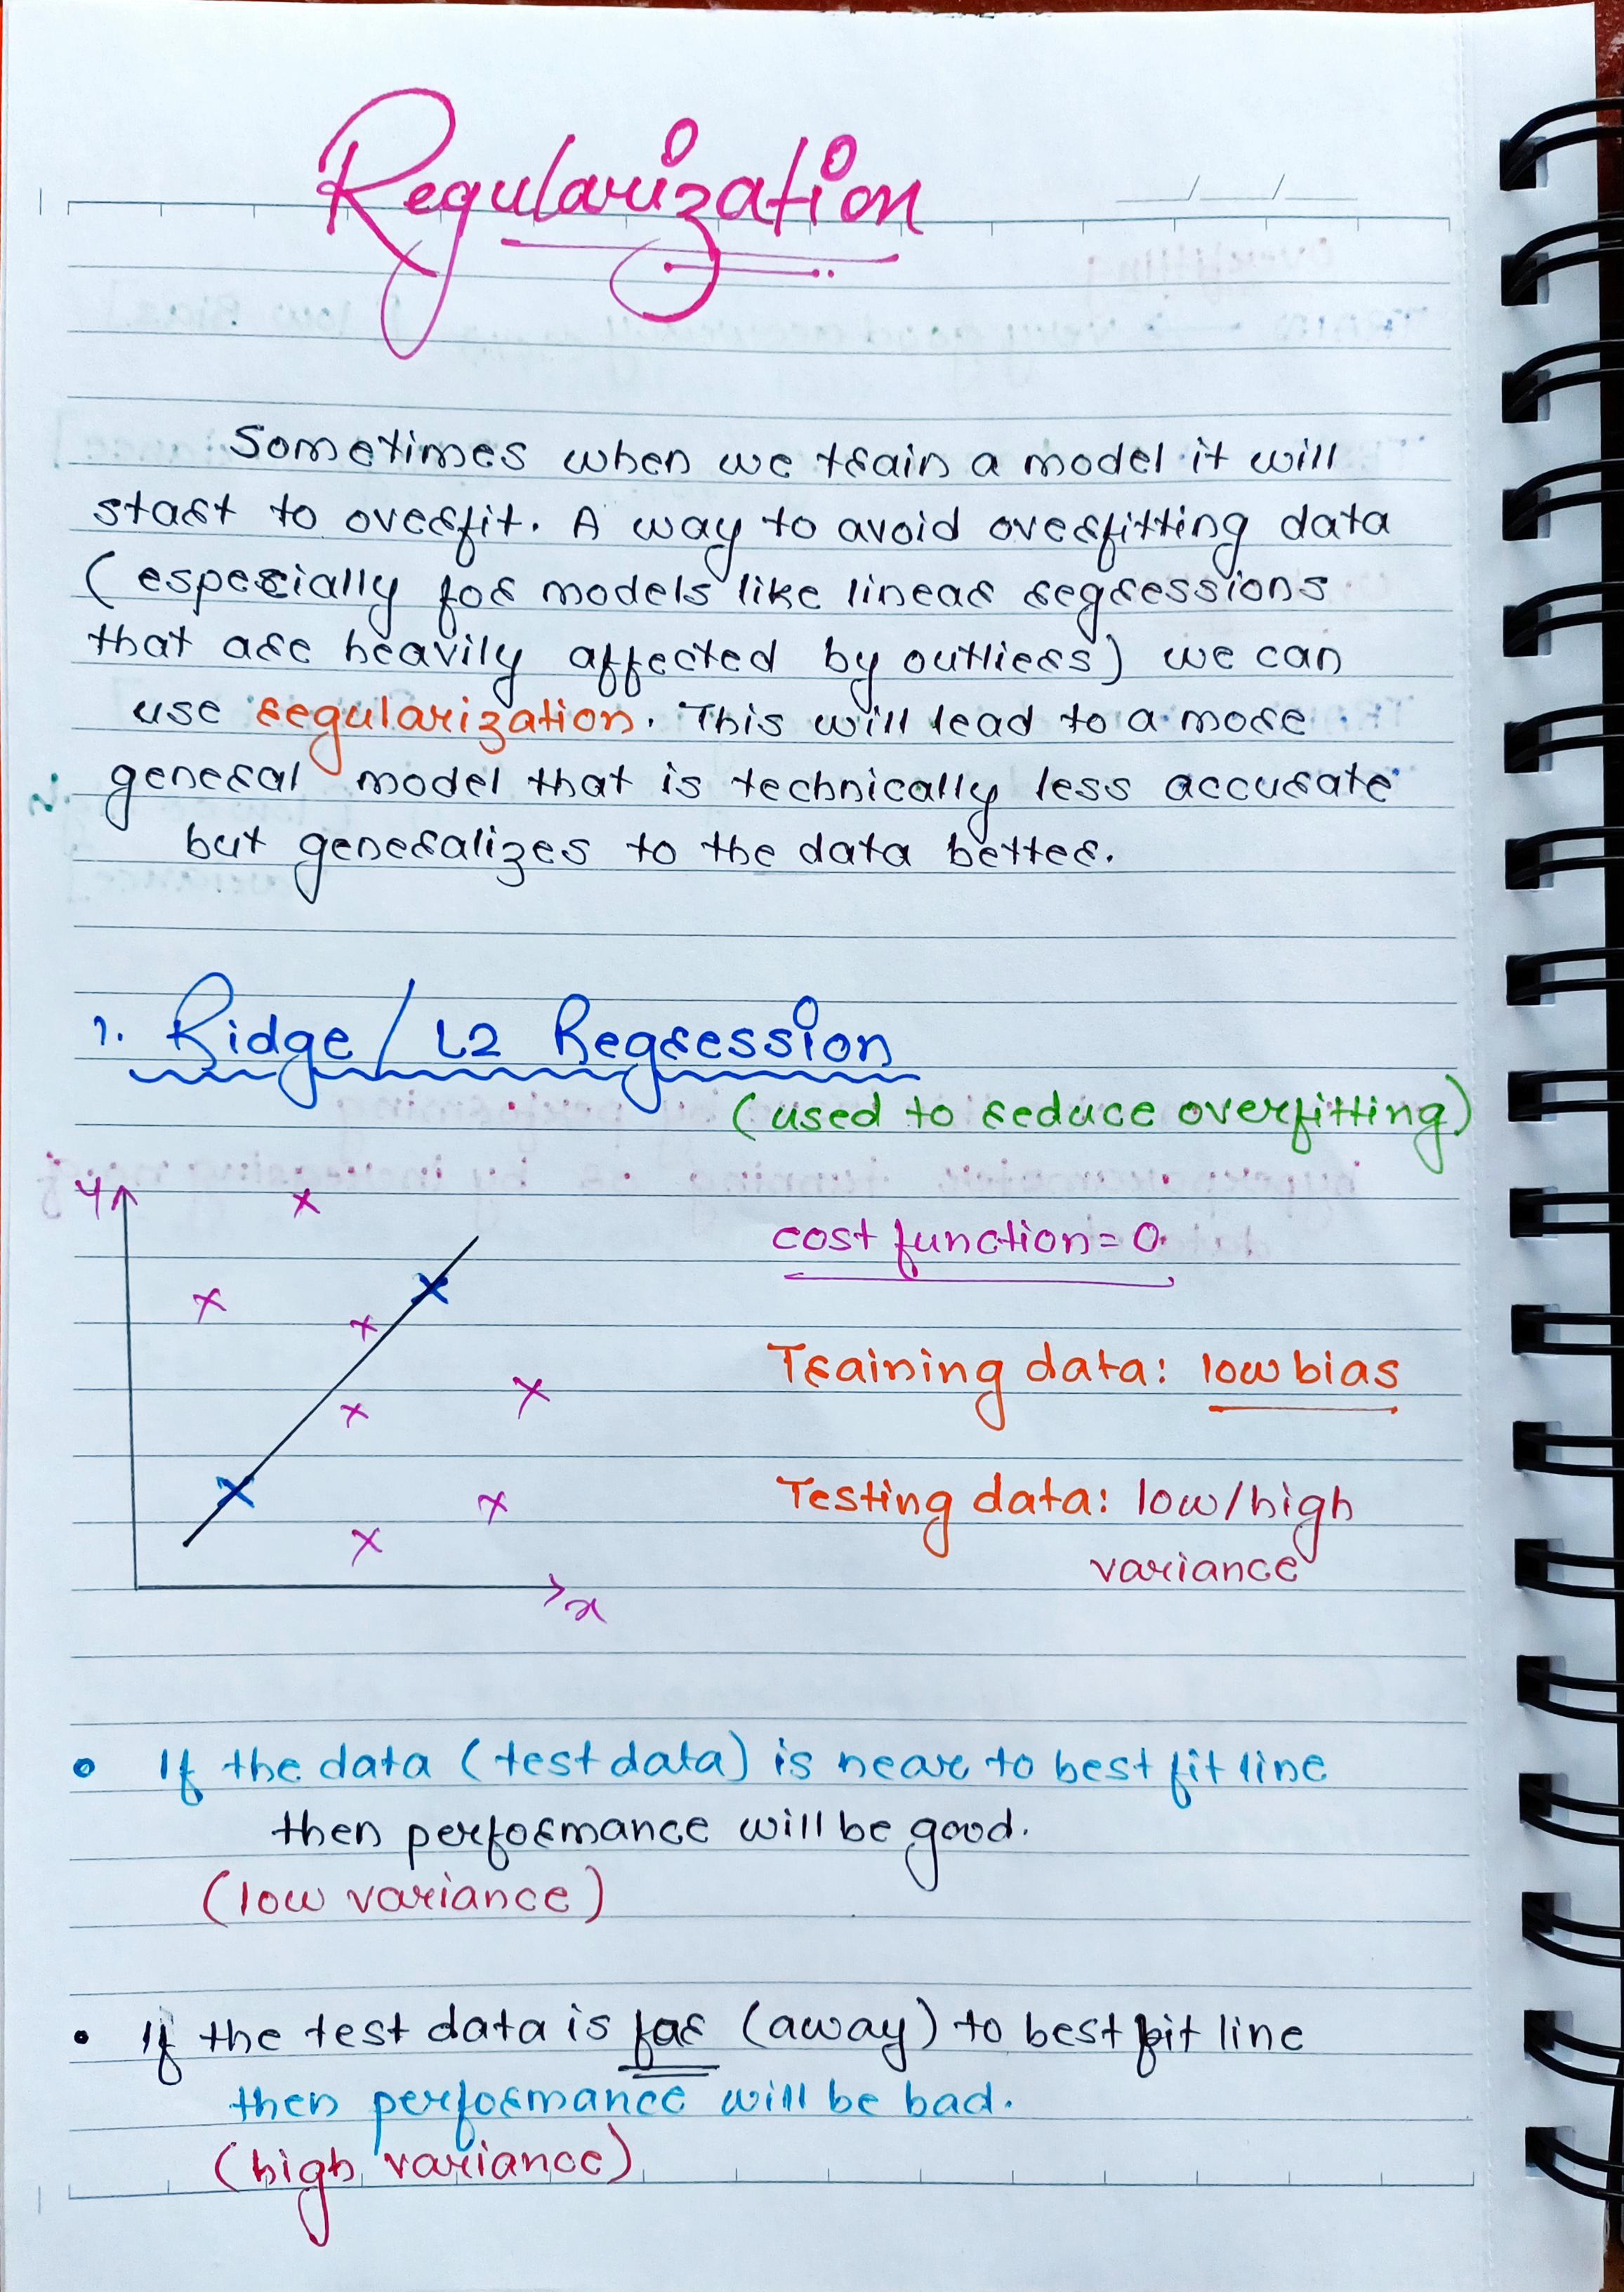 Regularization
Sometimes when we train a model it will
start to overfit. A way to avoid overfitting data
(especially for models like linear regressions
that are heavily affected by outliers) we can
use regularization. This will lead to a more
general model that is technically less accurate
but generalizes to the data better.
1. Ridge/L2 Regression
(used to reduce overfitting)
y
cost function = 0
Training data: low bias
Testing data: low/high
variance
x
• If the data (test data) is near to best fit line
then performance will be good.
(low variance)
• If the test data is far (away) to best fit line
then performance will be bad.
(high variance)